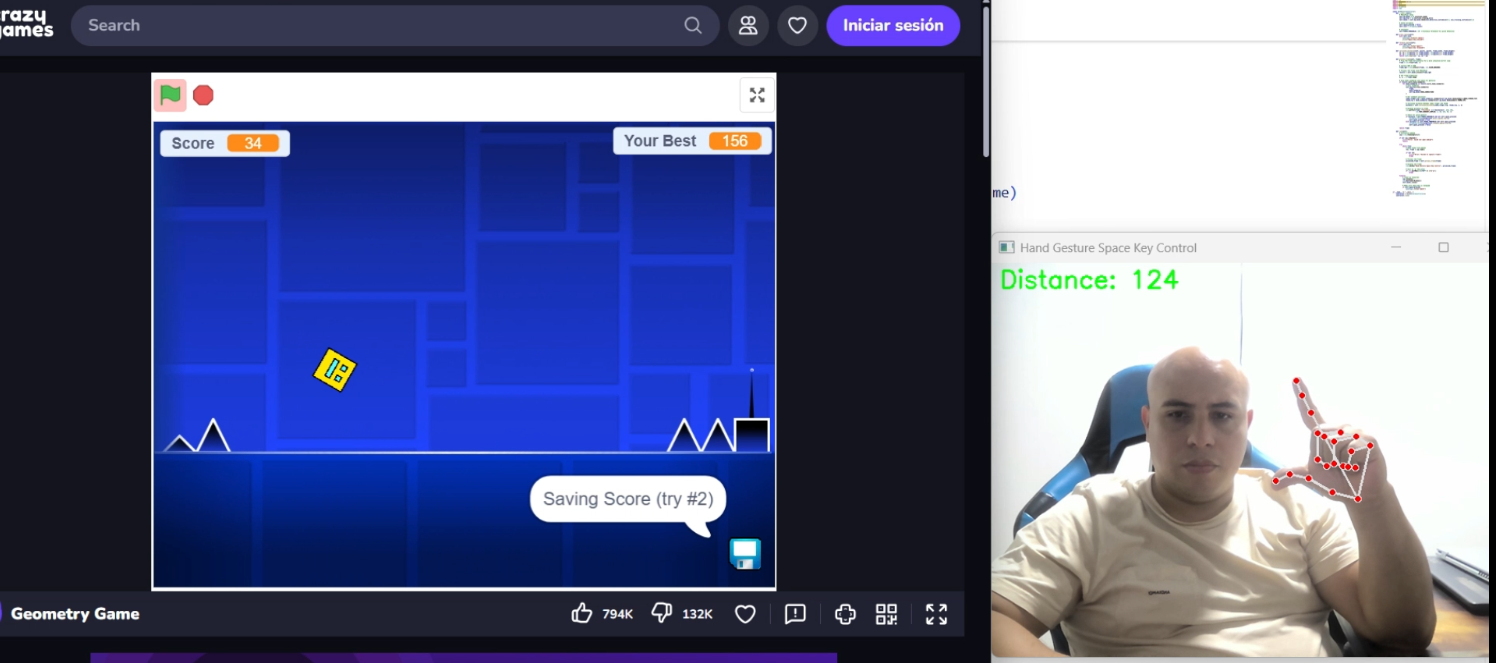 crazy
games
Search
Iniciar sesión
Score 34
Your Best 156
me)
Hand Gesture Space Key Control
Distance: 124
Saving Score (try #2)
Geometry Game
794K
132K